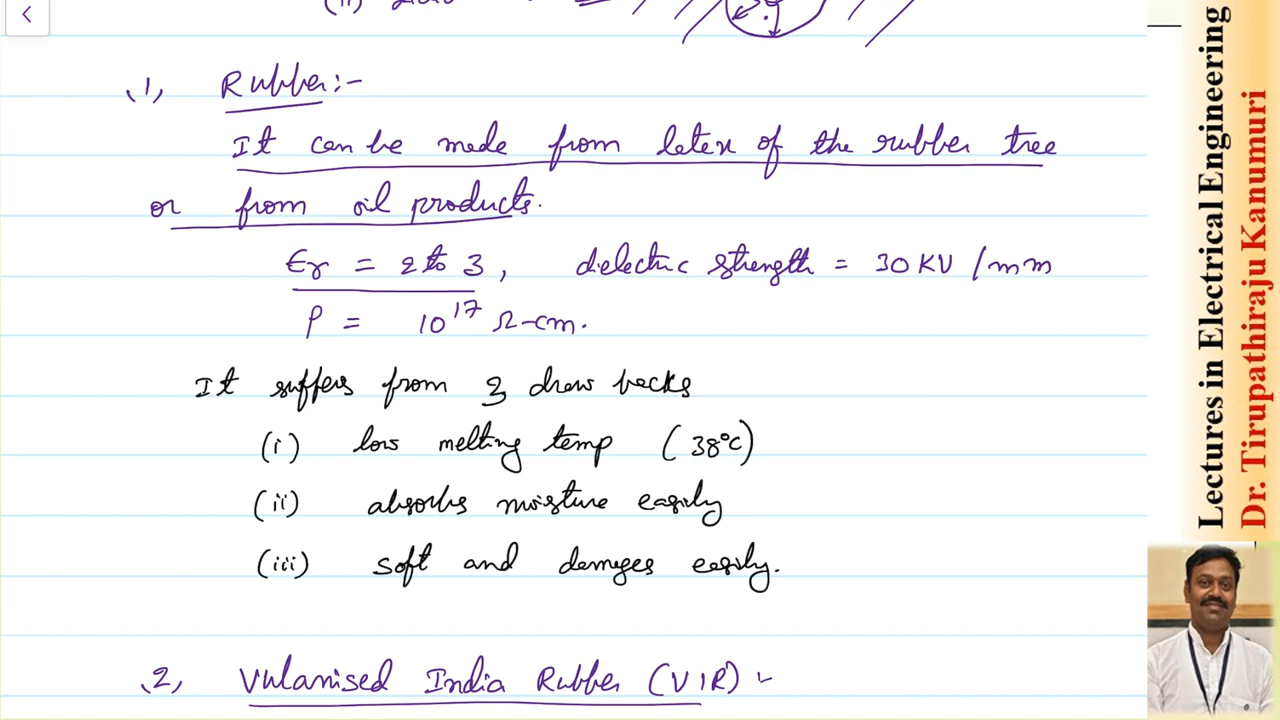 (ii)
(1) Rubber:-
It can be made from latex of the rubber tree
or from oil products.
Єr = 2 to 3, dielectric strength = 30 KV/mm
ρ = 10^17 Ω-cm.
It suffers from 3 draw backs
(i) low melting temp (38°C)
(ii) absorbs moisture easily
(iii) soft and damages easily.
(2) Vulanised India Rubber (VIR) :-
Lectures in Electrical Engineering
Dr. Tirupathiraju Kanumuri